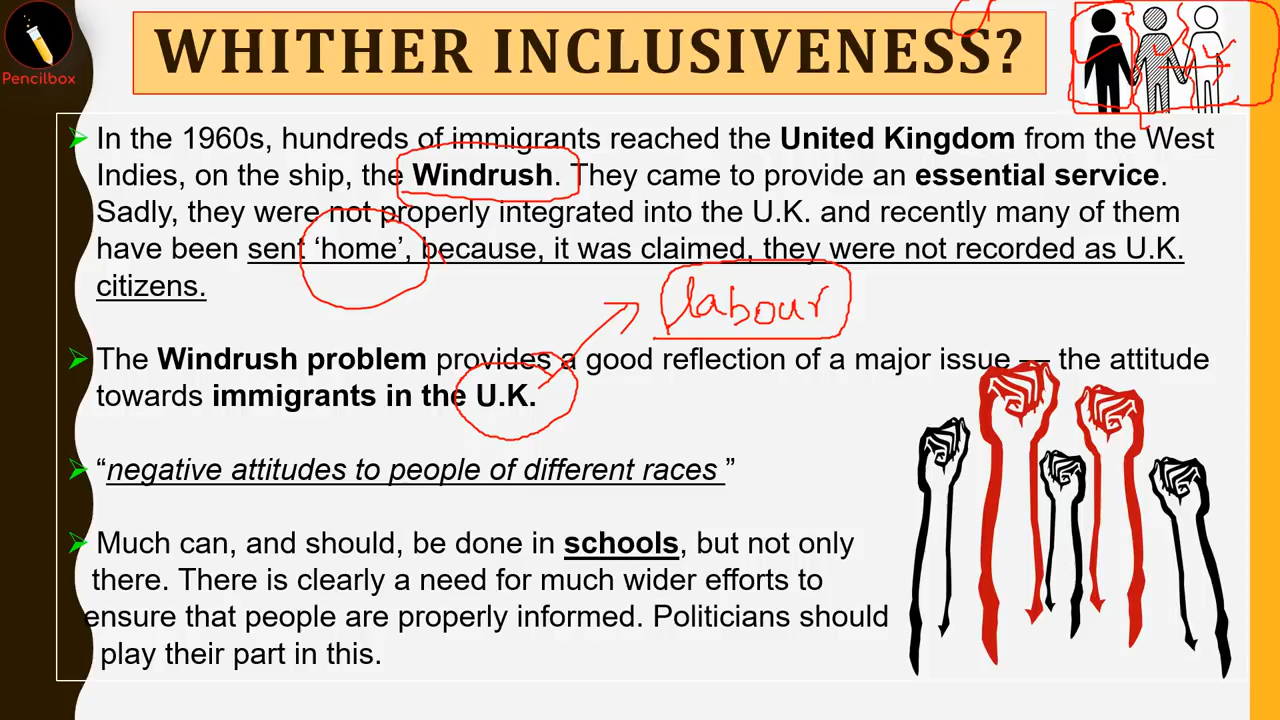 Pencilbox
WHITHER INCLUSIVENESS?
In the 1960s, hundreds of immigrants reached the United Kingdom from the West
Indies, on the ship, the Windrush. They came to provide an essential service.
Sadly, they were not properly integrated into the U.K. and recently many of them
have been sent ‘home’, because, it was claimed, they were not recorded as U.K.
citizens.
labour
The Windrush problem provides a good reflection of a major issue — the attitude
towards immigrants in the U.K.
“negative attitudes to people of different races ”
Much can, and should, be done in schools, but not only
there. There is clearly a need for much wider efforts to
ensure that people are properly informed. Politicians should
play their part in this.